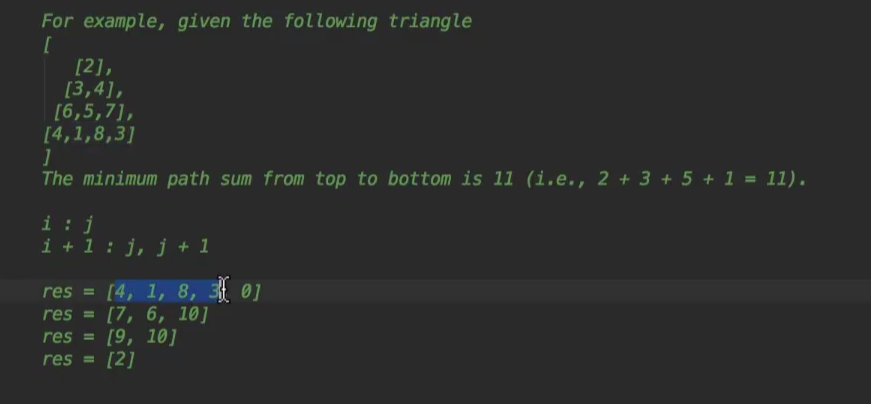 For example, given the following triangle
[
[2],
[3,4],
[6,5,7],
[4,1,8,3]
]
The minimum path sum from top to bottom is 11 (i.e., 2 + 3 + 5 + 1 = 11).
i : j
i + 1 : j, j + 1
res = [4, 1, 8, 3, 0]
res = [7, 6, 10]
res = [9, 10]
res = [2]